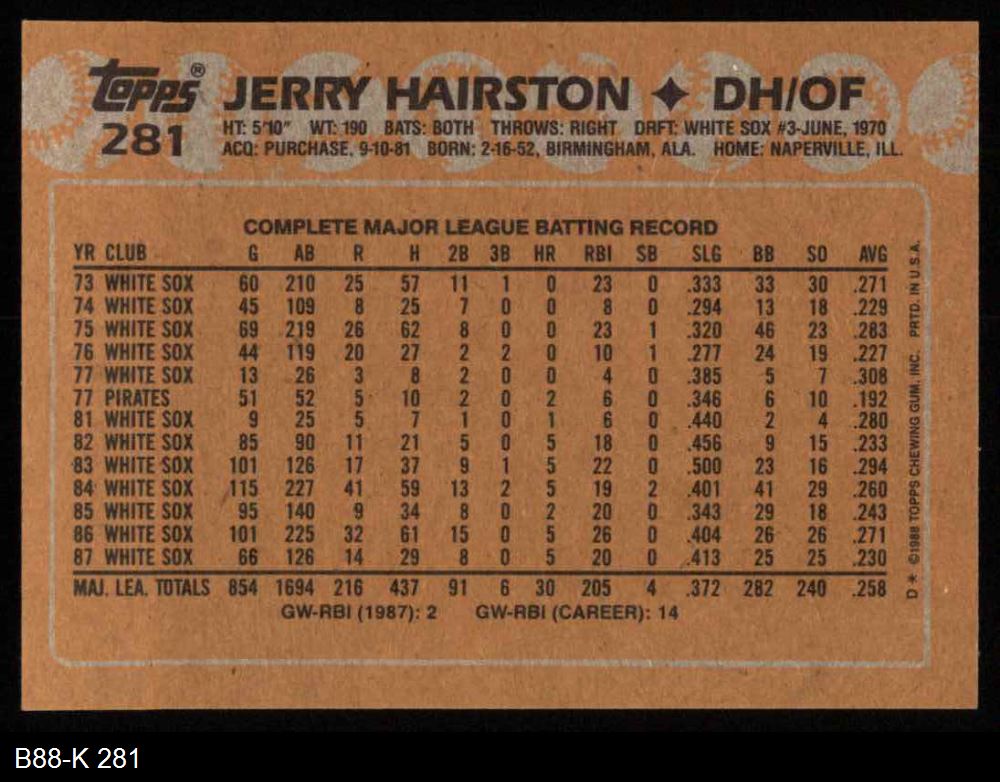 topps® JERRY HAIRSTON ✦ DH/OF
281 HT: 5'10" WT: 190 BATS: BOTH THROWS: RIGHT DRFT: WHITE SOX #3-JUNE, 1970
ACQ: PURCHASE, 9-10-81 BORN: 2-16-52, BIRMINGHAM, ALA. HOME: NAPERVILLE, ILL.
COMPLETE MAJOR LEAGUE BATTING RECORD
YR CLUB G AB R H 2B 3B HR RBI SB SLG BB SO AVG
73 WHITE SOX 60 210 25 57 11 1 0 23 0 .333 33 30 .271
74 WHITE SOX 45 109 8 25 7 0 0 8 0 .294 13 18 .229
75 WHITE SOX 69 219 26 62 8 0 0 23 1 .320 46 23 .283
76 WHITE SOX 44 119 20 27 2 2 0 10 1 .277 24 19 .227
77 WHITE SOX 13 26 3 8 2 0 0 4 0 .385 5 7 .308
77 PIRATES 51 52 5 10 2 0 2 6 0 .346 6 10 .192
81 WHITE SOX 9 25 5 7 1 0 1 6 0 .440 2 4 .280
82 WHITE SOX 85 90 11 21 5 0 5 18 0 .456 9 15 .233
83 WHITE SOX 101 126 17 37 9 1 5 22 0 .500 23 16 .294
84 WHITE SOX 115 227 41 59 13 2 5 19 2 .401 41 29 .260
85 WHITE SOX 95 140 9 34 8 0 2 20 0 .343 29 18 .243
86 WHITE SOX 101 225 32 61 15 0 5 26 0 .404 26 26 .271
87 WHITE SOX 66 126 14 29 8 0 5 20 0 .413 25 25 .230
MAJ. LEA. TOTALS 854 1694 216 437 91 6 30 205 4 .372 282 240 .258
GW-RBI (1987): 2 GW-RBI (CAREER): 14
D* ©1988 TOPPS CHEWING GUM, INC. PRTD. IN U.S.A.
B88-K 281